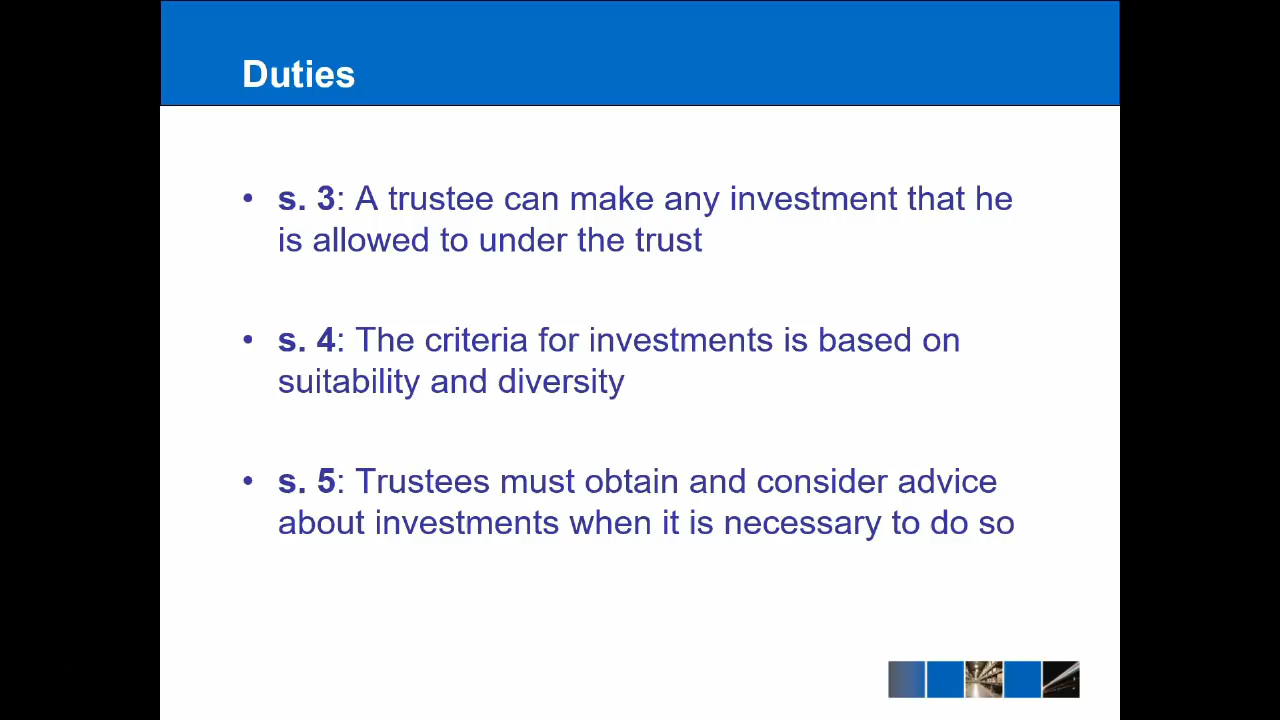 Duties
• s. 3: A trustee can make any investment that he
is allowed to under the trust
• s. 4: The criteria for investments is based on
suitability and diversity
• s. 5: Trustees must obtain and consider advice
about investments when it is necessary to do so